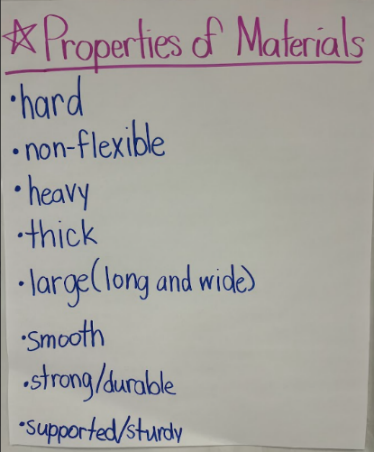 ☆Properties of Materials
•hard
•non-flexible
•heavy
•thick
•large(long and wide)
•smooth
•strong/durable
•supported/sturdy